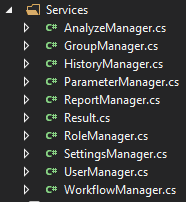 Services
C# AnalyzeManager.cs
C# GroupManager.cs
C# HistoryManager.cs
C# ParameterManager.cs
C# ReportManager.cs
C# Result.cs
C# RoleManager.cs
C# SettingsManager.cs
C# UserManager.cs
C# WorkflowManager.cs